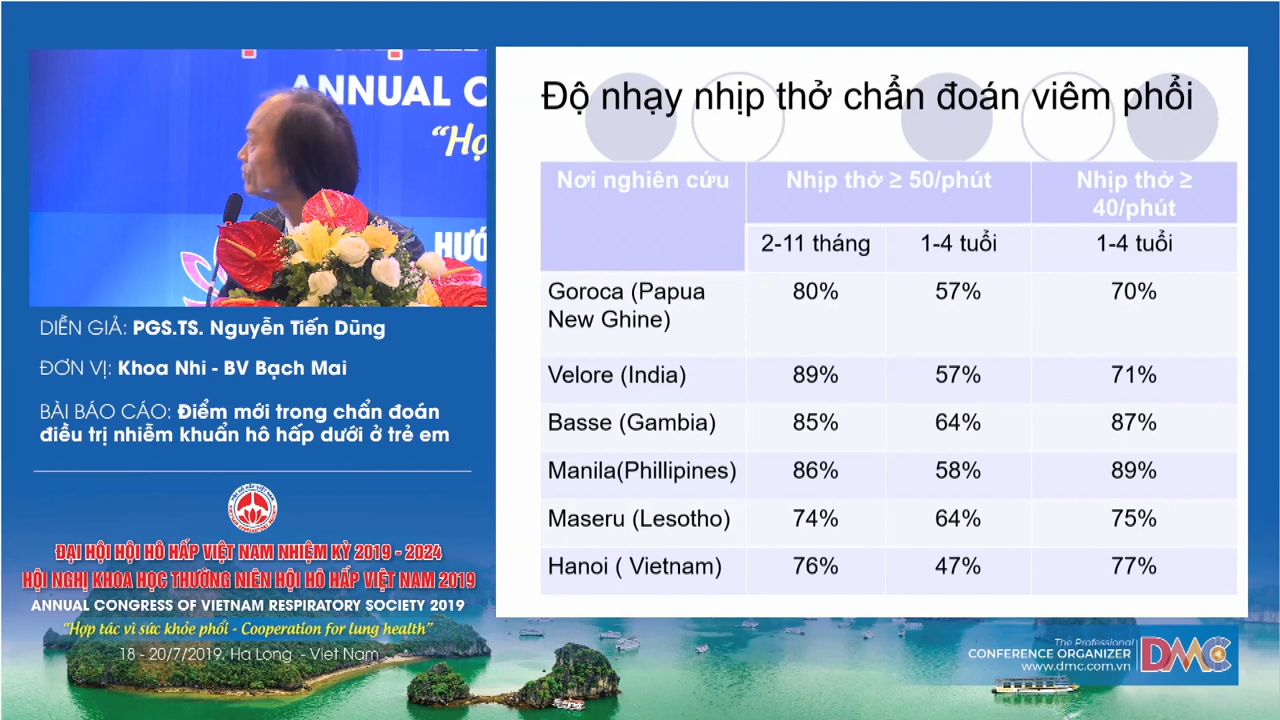 ANNUAL C
“Họ
HƯỚ
DIỄN GIẢ: PGS.TS. Nguyễn Tiến Dũng
ĐƠN VỊ: Khoa Nhi - BV Bạch Mai
BÀI BÁO CÁO: Điểm mới trong chẩn đoán
điều trị nhiễm khuẩn hô hấp dưới ở trẻ em
ĐẠI HỘI HỘI HÔ HẤP VIỆT NAM NHIỆM KỲ 2019 - 2024
HỘI NGHỊ KHOA HỌC THƯỜNG NIÊN HỘI HÔ HẤP VIỆT NAM 2019
ANNUAL CONGRESS OF VIETNAM RESPIRATORY SOCIETY 2019
“Hợp tác vì sức khỏe phổi - Cooperation for lung health”
18 - 20/7/2019. Ha Long - Viet Nam
Độ nhạy nhịp thở chẩn đoán viêm phổi
Nơi nghiên cứu Nhịp thở ≥ 50/phút Nhịp thở ≥
40/phút
2-11 tháng 1-4 tuổi 1-4 tuổi
Goroca (Papua 80% 57% 70%
New Ghine)
Velore (India) 89% 57% 71%
Basse (Gambia) 85% 64% 87%
Manila(Phillipines) 86% 58% 89%
Maseru (Lesotho) 74% 64% 75%
Hanoi ( Vietnam) 76% 47% 77%
The Professional
CONFERENCE ORGANIZER
www.dmc.com.vn
DMC